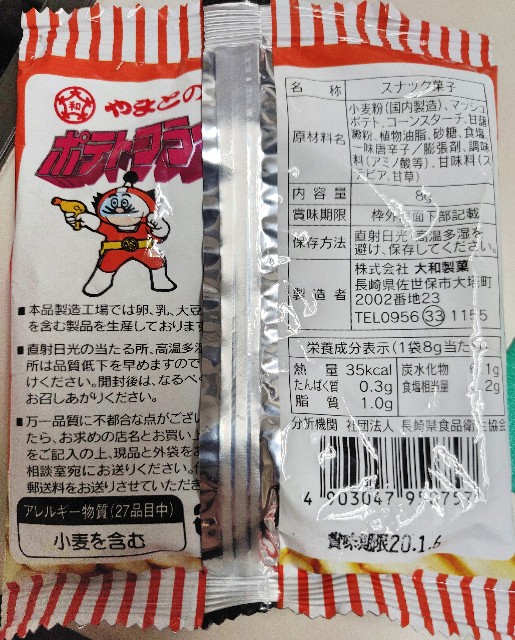 大和
やまとの
ポテトフライ
■本品製造工場では卵、乳、大豆
を含む製品を生産しております
■直射日光の当たる所、高温多湿
所は品質低下を早めますので
けください。開封後は、なるべく
お召しあがりください。
■万一品質に不都合な点がござい
たら、お求めの店名とお買い上
をご記入の上、現品と外袋をお
相談室宛にお送りください。
郵送料をお送りさせていただき
アレルギー物質(27品目中)
小麦を含む
名 称 スナック菓子
原材料名 小麦粉(国内製造)、マッシュ
ポテト、コーンスターチ、甘藷
澱粉、植物油脂、砂糖、食塩、
一味唐辛子/膨張剤、調味
料(アミノ酸等)、甘味料(ス
テビア、甘草)
内容量 8g
賞味期限 枠外 面下部記載
保存方法 直射日光、高温多湿を
避け、保存してください。
製造者 株式会社 大和製菓
長崎県佐世保市大塔町
2002番地23
TEL0956 33 1155
栄養成分表示(1袋8g当たり)
熱 量 35kcal 炭水化物 6.1g
たんぱく質 0.3g 食塩相当量 2g
脂 質 1.0g
分析機関 社団法人 長崎県食品衛生協会
4 903047
賞味期限20.1.6